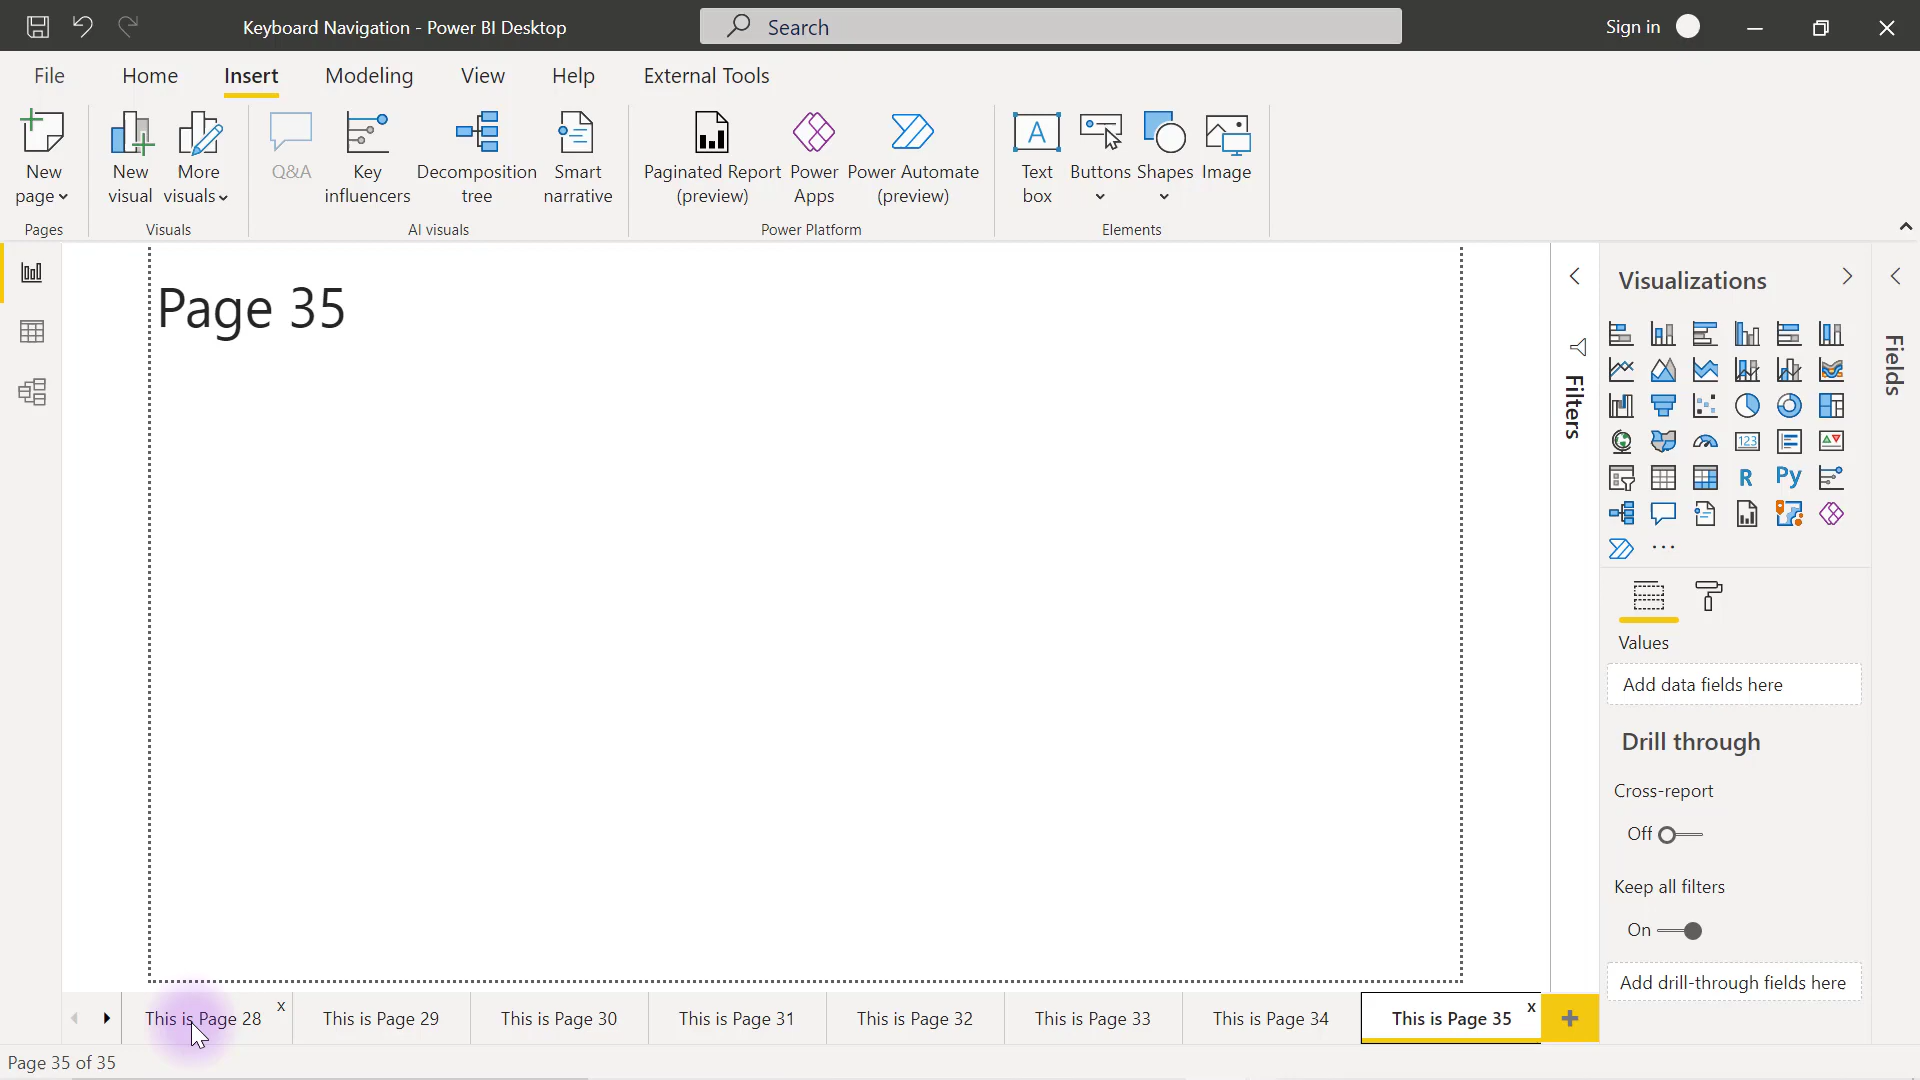 Keyboard Navigation - Power BI Desktop
Search
Sign in
File
Home
Insert
Modeling
View
Help
External Tools
New
page
New
visual
More
visuals
Q&A
Key
influencers
Decomposition
tree
Smart
narrative
Paginated Report
(preview)
Power
Apps
Power Automate
(preview)
Text
box
Buttons
Shapes
Image
Pages
Visuals
AI visuals
Power Platform
Elements
Page 35
Filters
Visualizations
123
R
Py
...
Values
Add data fields here
Drill through
Cross-report
Off
Keep all filters
On
Add drill-through fields here
Fields
This is Page 28
x
This is Page 29
This is Page 30
This is Page 31
This is Page 32
This is Page 33
This is Page 34
This is Page 35
x
Page 35 of 35